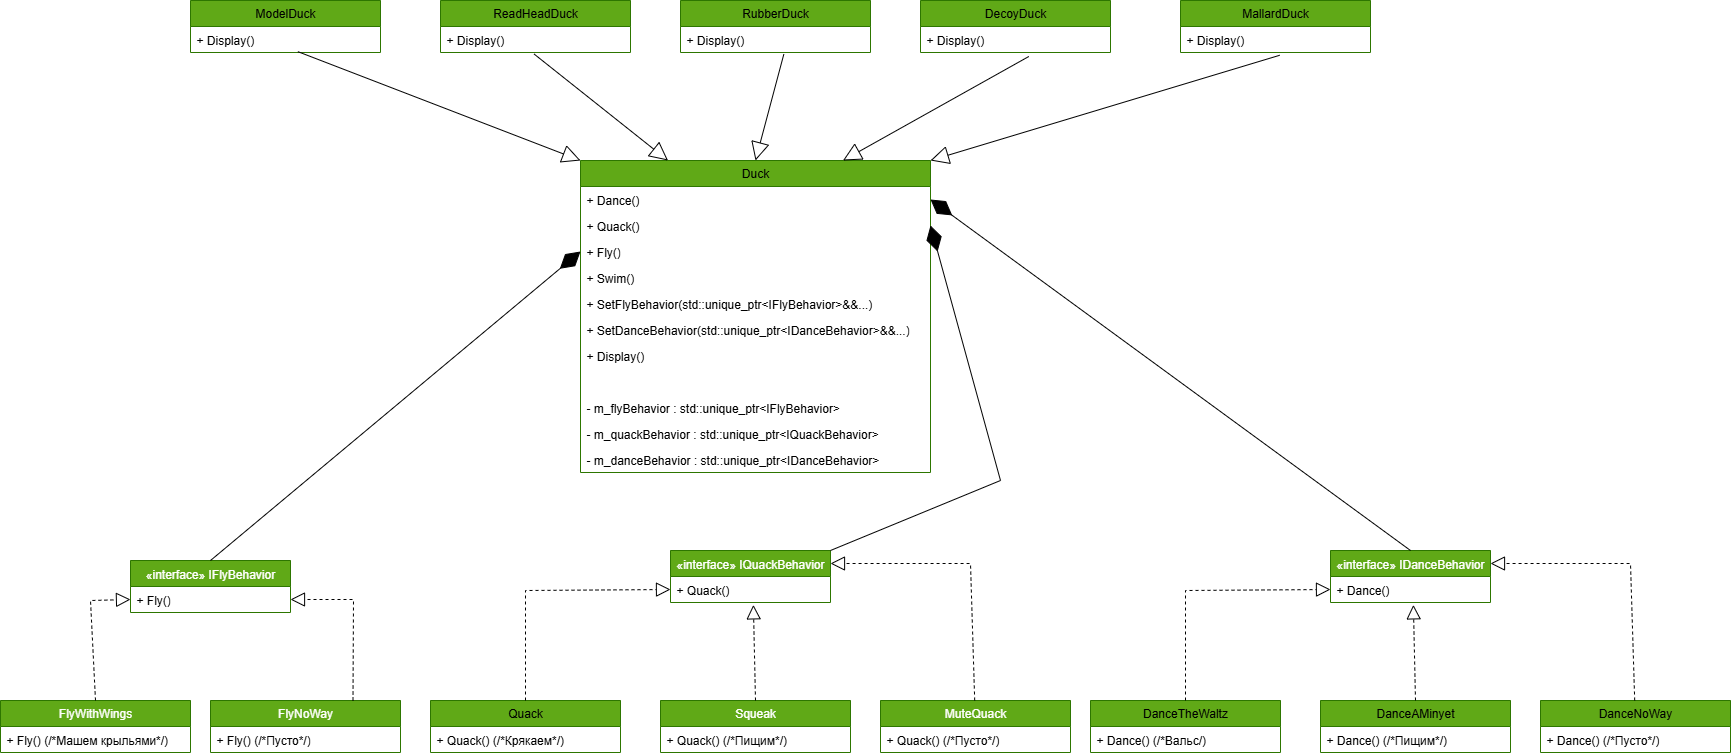 ModelDuck
+ Display()
ReadHeadDuck
+ Display()
RubberDuck
+ Display()
DecoyDuck
+ Display()
MallardDuck
+ Display()
Duck
+ Dance()
+ Quack()
+ Fly()
+ Swim()
+ SetFlyBehavior(std::unique_ptr<IFlyBehavior>&&...)
+ SetDanceBehavior(std::unique_ptr<IDanceBehavior>&&...)
+ Display()
- m_flyBehavior : std::unique_ptr<IFlyBehavior>
- m_quackBehavior : std::unique_ptr<IQuackBehavior>
- m_danceBehavior : std::unique_ptr<IDanceBehavior>
«interface» IFlyBehavior
+ Fly()
«interface» IQuackBehavior
+ Quack()
«interface» IDanceBehavior
+ Dance()
FlyWithWings
+ Fly() (/*Машем крыльями*/)
FlyNoWay
+ Fly() (/*Пусто*/)
Quack
+ Quack() (/*Крякаем*/)
Squeak
+ Quack() (/*Пищим*/)
MuteQuack
+ Quack() (/*Пусто*/)
DanceTheWaltz
+ Dance() (/*Вальс/)
DanceAMinyet
+ Dance() (/*Пищим*/)
DanceNoWay
+ Dance() (/*Пусто*/)